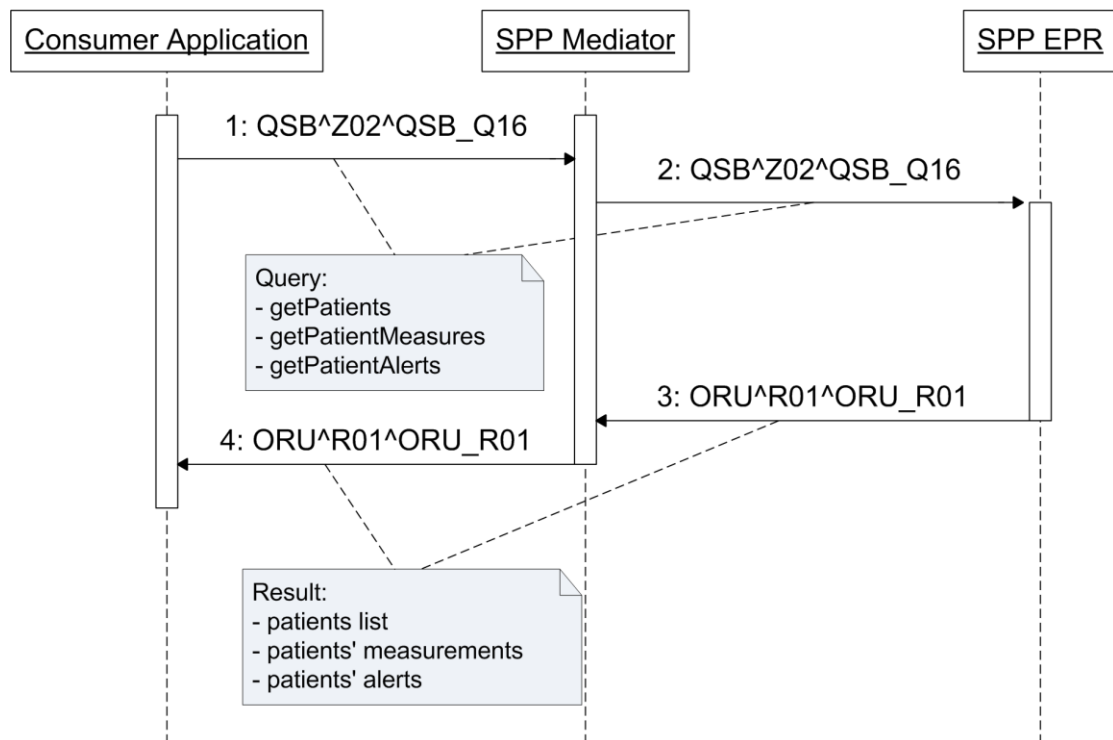 Consumer Application
SPP Mediator
SPP EPR
1: QSB^Z02^QSB_Q16
2: QSB^Z02^QSB_Q16
Query:
- getPatients
- getPatientMeasures
- getPatientAlerts
3: ORU^R01^ORU_R01
4: ORU^R01^ORU_R01
Result:
- patients list
- patients' measurements
- patients' alerts